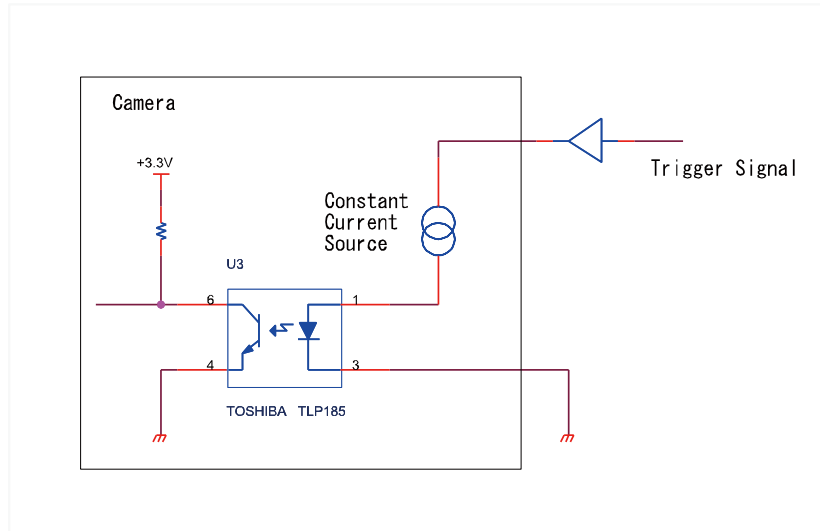 Camera
+3.3V
Trigger Signal
Constant
Current
Source
U3
6
1
4
3
TOSHIBA TLP185